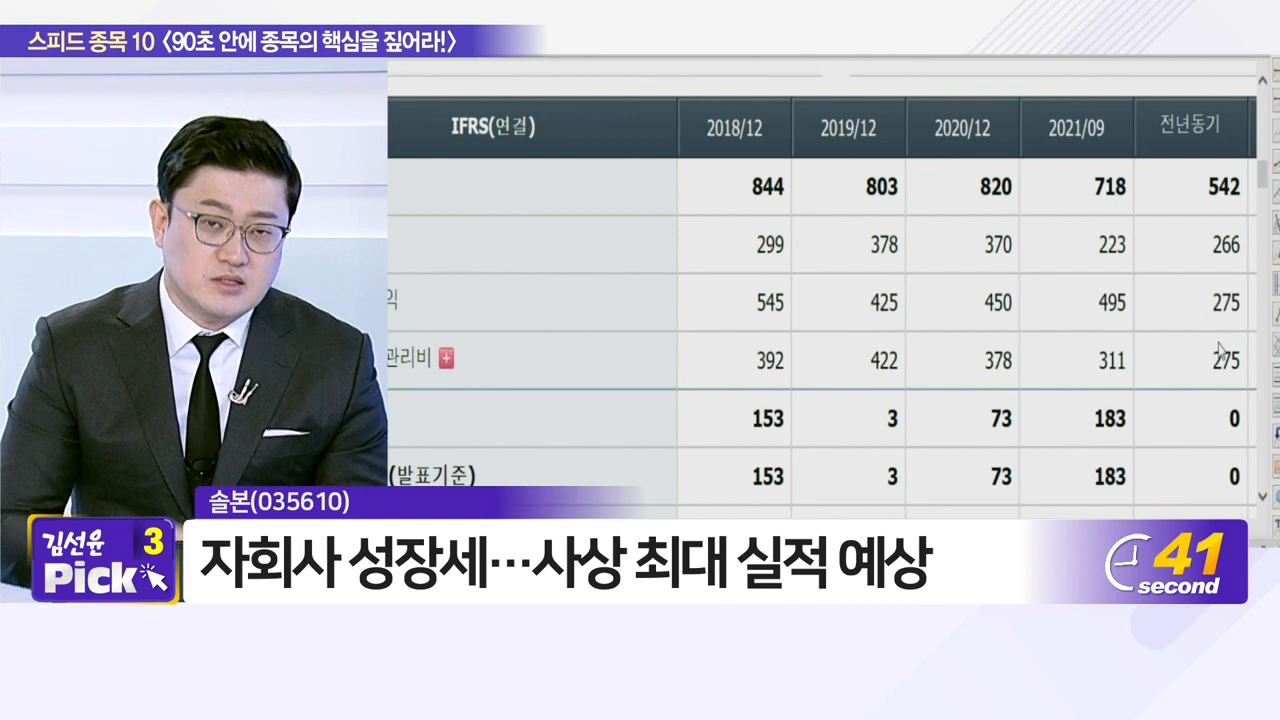 스피드 종목 10 〈90초 안에 종목의 핵심을 짚어라!〉
IFRS(연결) 2018/12 2019/12 2020/12 2021/09 전년동기
844 803 820 718 542
299 378 370 223 266
익 545 425 450 495 275
관리비 + 392 422 378 311 275
153 3 73 183 0
(발표기준) 153 3 73 183 0
솔본(035610)
김선윤 3
Pick
자회사 성장세…사상 최대 실적 예상
41
second